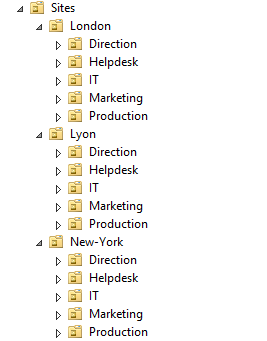 Sites
London
Direction
Helpdesk
IT
Marketing
Production
Lyon
Direction
Helpdesk
IT
Marketing
Production
New-York
Direction
Helpdesk
IT
Marketing
Production